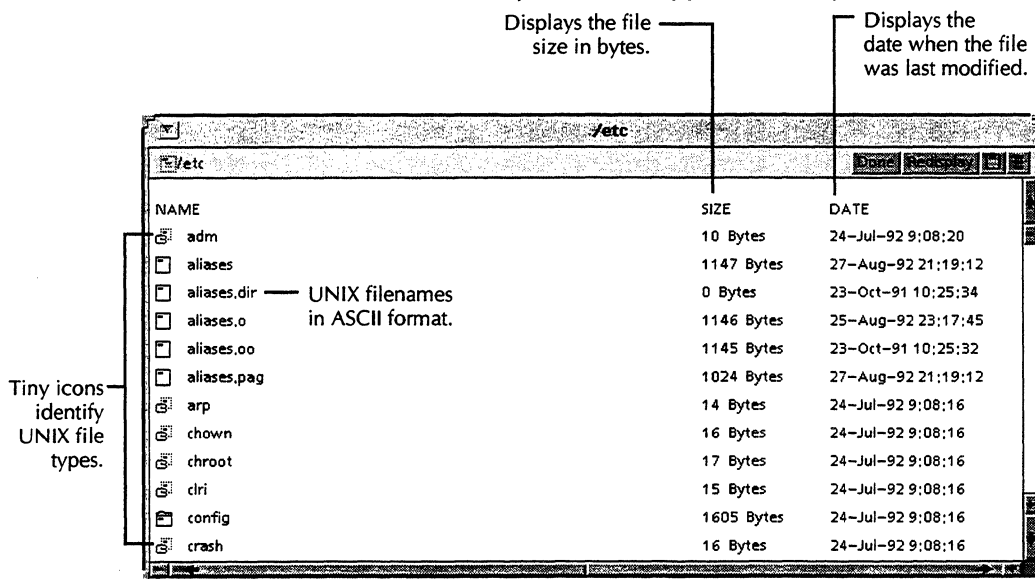 Displays the file
size in bytes.
Displays the
date when the file
was last modified.
/etc
/etc
Done Redisplay
NAME SIZE DATE
adm 10 Bytes 24-Jul-92 9:08:20
aliases 1147 Bytes 27-Aug-92 21:19:12
aliases.dir 0 Bytes 23-Oct-91 10:25:34
UNIX filenames
in ASCII format.
aliases.o 1146 Bytes 25-Aug-92 23:17:45
aliases.oo 1145 Bytes 23-Oct-91 10:25:32
aliases.pag 1024 Bytes 27-Aug-92 21:19:12
Tiny icons
identify
UNIX file
types.
arp 14 Bytes 24-Jul-92 9:08:16
chown 16 Bytes 24-Jul-92 9:08:16
chroot 17 Bytes 24-Jul-92 9:08:16
clri 15 Bytes 24-Jul-92 9:08:16
config 1605 Bytes 24-Jul-92 9:08:16
crash 16 Bytes 24-Jul-92 9:08:16